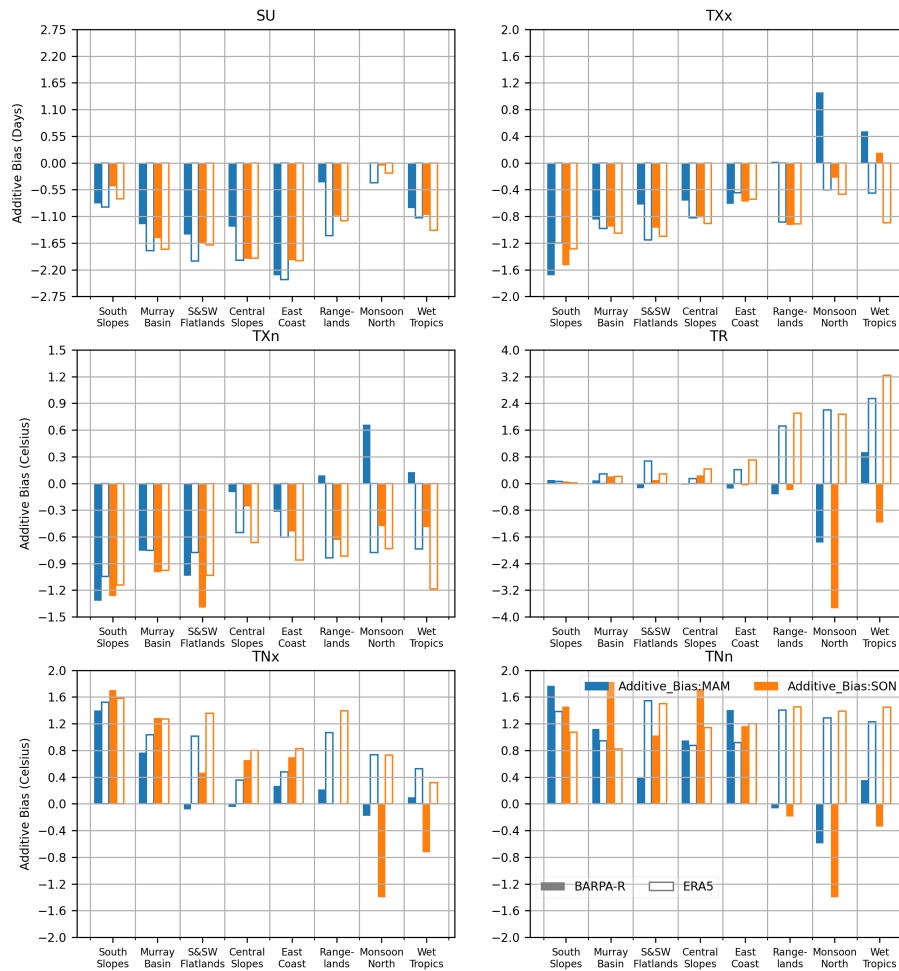 SU
2.75
2.20
1.65
1.10
0.55
0.00
−0.55
−1.10
−1.65
−2.20
−2.75
Additive Bias (Days)
South Slopes
Murray Basin
S&SW Flatlands
Central Slopes
East Coast
Range-lands
Monsoon North
Wet Tropics
TXx
2.0
1.6
1.2
0.8
0.4
0.0
−0.4
−0.8
−1.2
−1.6
2.0
South Slopes
Murray Basin
S&SW Flatlands
Central Slopes
East Coast
Range-lands
Monsoon North
Wet Tropics
TXn
1.5
1.2
0.9
0.6
0.3
0.0
−0.3
−0.6
−0.9
−1.2
−1.5
Additive Bias (Celsius)
South Slopes
Murray Basin
S&SW Flatlands
Central Slopes
East Coast
Range-lands
Monsoon North
Wet Tropics
TR
4.0
3.2
2.4
1.6
0.8
0.0
−0.8
−1.6
−2.4
−3.2
−4.0
South Slopes
Murray Basin
S&SW Flatlands
Central Slopes
East Coast
Range-lands
Monsoon North
Wet Tropics
TNx
2.0
1.6
1.2
0.8
0.4
0.0
−0.4
−0.8
−1.2
−1.6
−2.0
Additive Bias (Celsius)
South Slopes
Murray Basin
S&SW Flatlands
Central Slopes
East Coast
Range-lands
Monsoon North
Wet Tropics
TNn
2.0
1.6
1.2
0.8
0.4
0.0
−0.4
−0.8
−1.2
−1.6
−2.0
Additive_Bias:MAM
Additive_Bias:SON
BARPA-R
ERA5
South Slopes
Murray Basin
S&SW Flatlands
Central Slopes
East Coast
Range-lands
Monsoon North
Wet Tropics